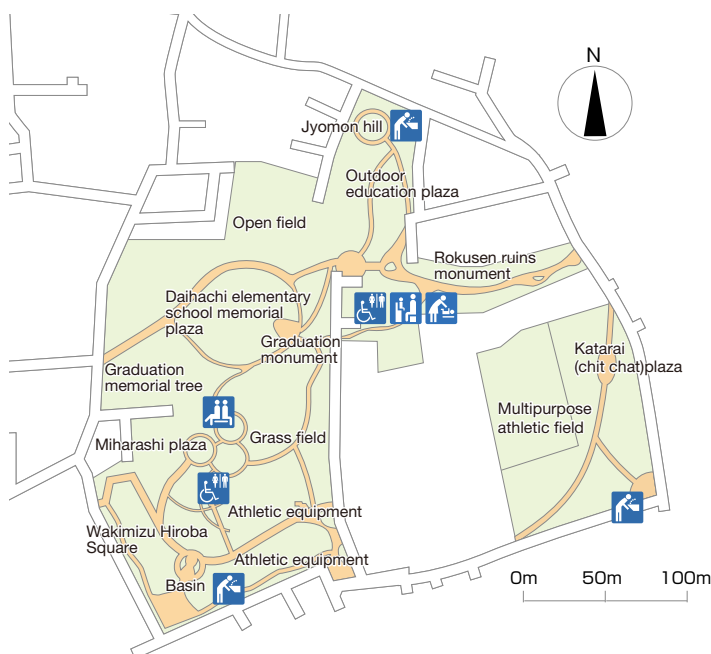 N
Jyomon hill
Outdoor
education plaza
Open field
Rokusen ruins
monument
Daihachi elementary
school memorial
plaza
Graduation
monument
Katarai
(chit chat)plaza
Graduation
memorial tree
Multipurpose
athletic field
Miharashi plaza
Grass field
Athletic equipment
Wakimizu Hiroba
Square
Athletic equipment
Basin
0m 50m 100m